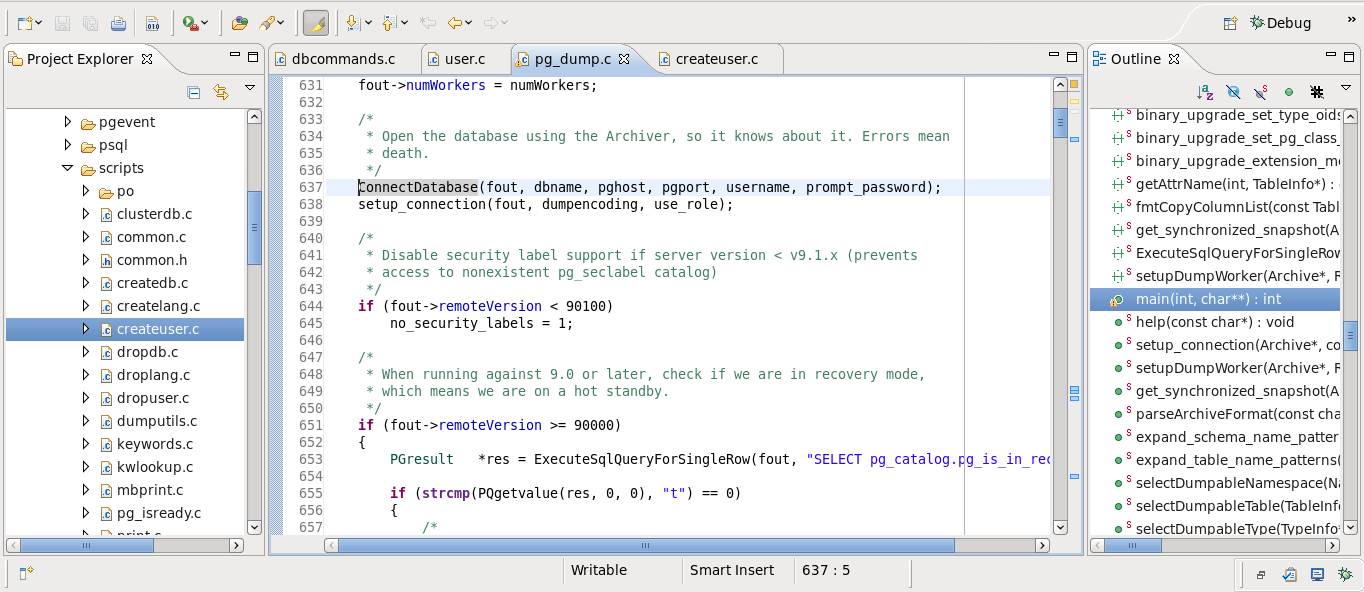 Debug
»
Project Explorer
pgevent
psql
scripts
po
clusterdb.c
common.c
common.h
createdb.c
createlang.c
createuser.c
dropdb.c
droplang.c
dropuser.c
dumputils.c
keywords.c
kwlookup.c
mbprint.c
pg_isready.c
print.c
dbcommands.c
user.c
pg_dump.c
createuser.c
631 fout->numWorkers = numWorkers;
632
633 /*
634 * Open the database using the Archiver, so it knows about it. Errors mean
635 * death.
636 */
637 ConnectDatabase(fout, dbname, pghost, pgport, username, prompt_password);
638 setup_connection(fout, dumpencoding, use_role);
639
640 /*
641 * Disable security label support if server version < v9.1.x (prevents
642 * access to nonexistent pg_seclabel catalog)
643 */
644 if (fout->remoteVersion < 90100)
645 no_security_labels = 1;
646
647 /*
648 * When running against 9.0 or later, check if we are in recovery mode,
649 * which means we are on a hot standby.
650 */
651 if (fout->remoteVersion >= 90000)
652 {
653 PGresult *res = ExecuteSqlQueryForSingleRow(fout, "SELECT pg_catalog.pg_is_in_rec
654
655 if (strcmp(PQgetvalue(res, 0, 0), "t") == 0)
656 {
657 /*
Outline
binary_upgrade_set_type_oids
binary_upgrade_set_pg_class_
binary_upgrade_extension_me
getAttrName(int, TableInfo*) :
fmtCopyColumnList(const Tabl
get_synchronized_snapshot(A
ExecuteSqlQueryForSingleRow
setupDumpWorker(Archive*, R
main(int, char**) : int
help(const char*) : void
setup_connection(Archive*, co
setupDumpWorker(Archive*, R
get_synchronized_snapshot(A
parseArchiveFormat(const cha
expand_schema_name_patter
expand_table_name_patterns(
selectDumpableNamespace(Na
selectDumpableTable(TableInfo
selectDumpableType(TypeInfo*
Writable
Smart Insert
637 : 5